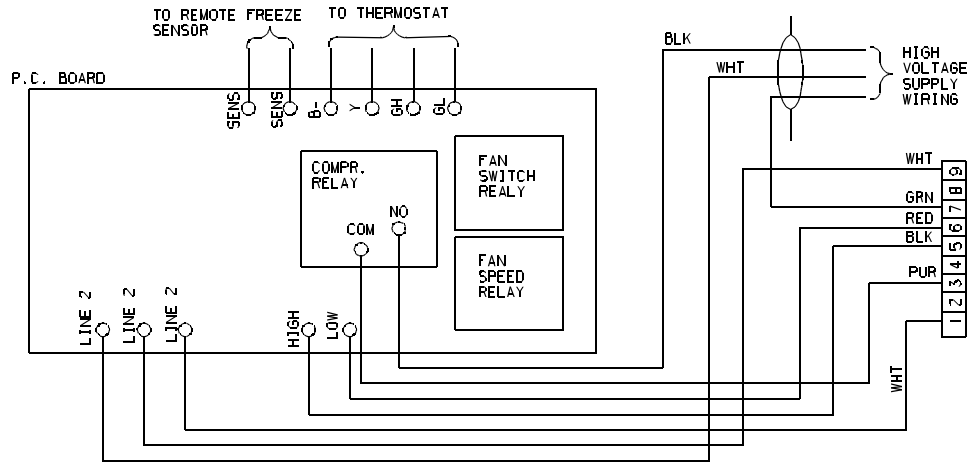 TO REMOTE FREEZE
SENSOR
TO THERMOSTAT
P.C. BOARD
SENS
SENS
B-
Y
GH
GL
BLK
WHT
HIGH
VOLTAGE
SUPPLY
WIRING
COMPR.
RELAY
NO
COM
FAN
SWITCH
REALY
FAN
SPEED
RELAY
LINE 2
LINE 2
LINE 2
HIGH
LOW
WHT
GRN
RED
BLK
PUR
WHT
9
8
7
6
5
4
3
2
1